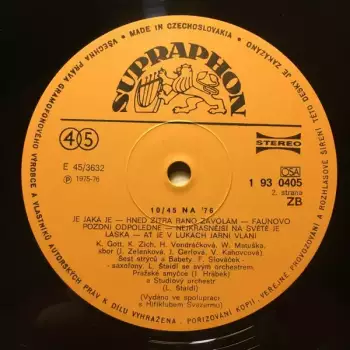 VŠECHNA PRÁVA GRAMOFONOVÉHO VÝROBCE A VLASTNÍKŮ AUTORSKÝCH PRÁV K DÍLU VYHRAŽENA. POŘIZOVÁNÍ KOPIÍ - VEŘEJNÉ PROVOZOVÁNÍ A ROZHLASOVÉ ŠÍŘENÍ TÉTO DESKY JE ZAKÁZÁNO
MADE IN CZECHOSLOVAKIA
SUPRAPHON
45
STEREO
E 45/3632
OSA
℗ 1975-76
1 93 0405
2. strana
ZB
10/45 NA '76
JE JAKÁ JE — HNED ZÍTRA RÁNO ZAVOLÁM — FAUNOVO
POZDNÍ ODPOLEDNE — NEJKRÁSNĚJŠÍ NA SVĚTĚ JE
LÁSKA — AŤ JE V LUKÁCH JARNÍ VLÁNÍ
K. Gott, K. Zich, H. Vondráčková, W. Matuška,
sbor (J. Zelenková, J. Gerlová, V. Kahovcová)
Šest strýců a Babety, F. Slováček -
saxofony, L. Štaidl se svým orchestrem,
Pražské smyčce (J. Hrábek)
a Studiový orchestr
(L. Štaidl)
(Vydáno ve spolupráci
s Hifiklubem Svazarmu)